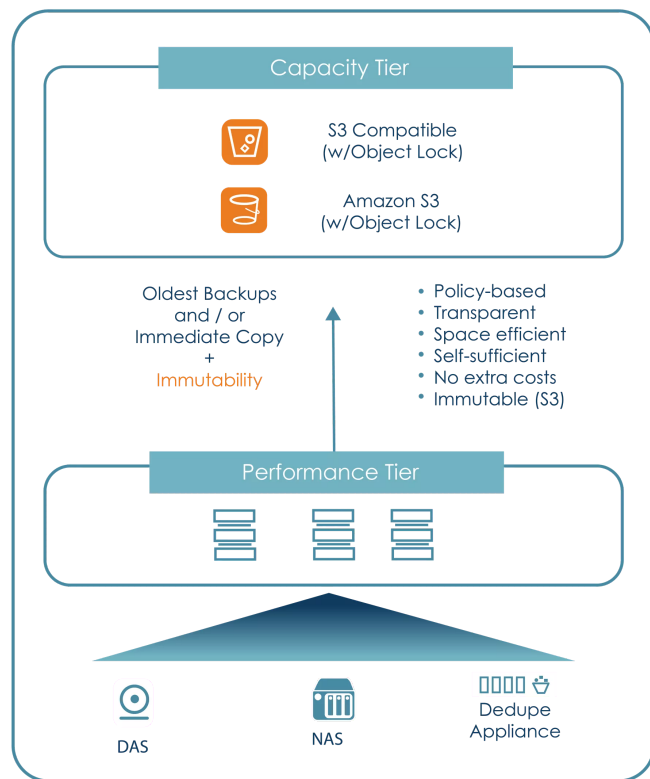 Capacity Tier
S3 Compatible
(w/Object Lock)
Amazon S3
(w/Object Lock)
Oldest Backups
and / or
Immediate Copy
+
Immutability
• Policy-based
• Transparent
• Space efficient
• Self-sufficient
• No extra costs
• Immutable (S3)
Performance Tier
DAS
NAS
Dedupe
Appliance